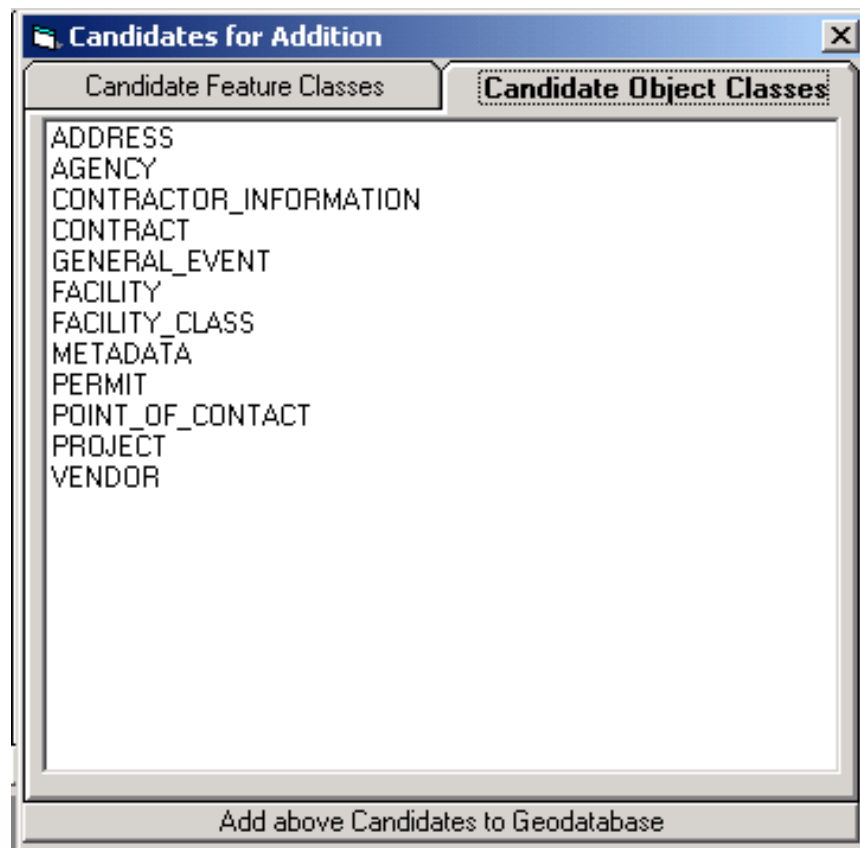 Candidates for Addition
Candidate Feature Classes
Candidate Object Classes
ADDRESS
AGENCY
CONTRACTOR_INFORMATION
CONTRACT
GENERAL_EVENT
FACILITY
FACILITY_CLASS
METADATA
PERMIT
POINT_OF_CONTACT
PROJECT
VENDOR
Add above Candidates to Geodatabase